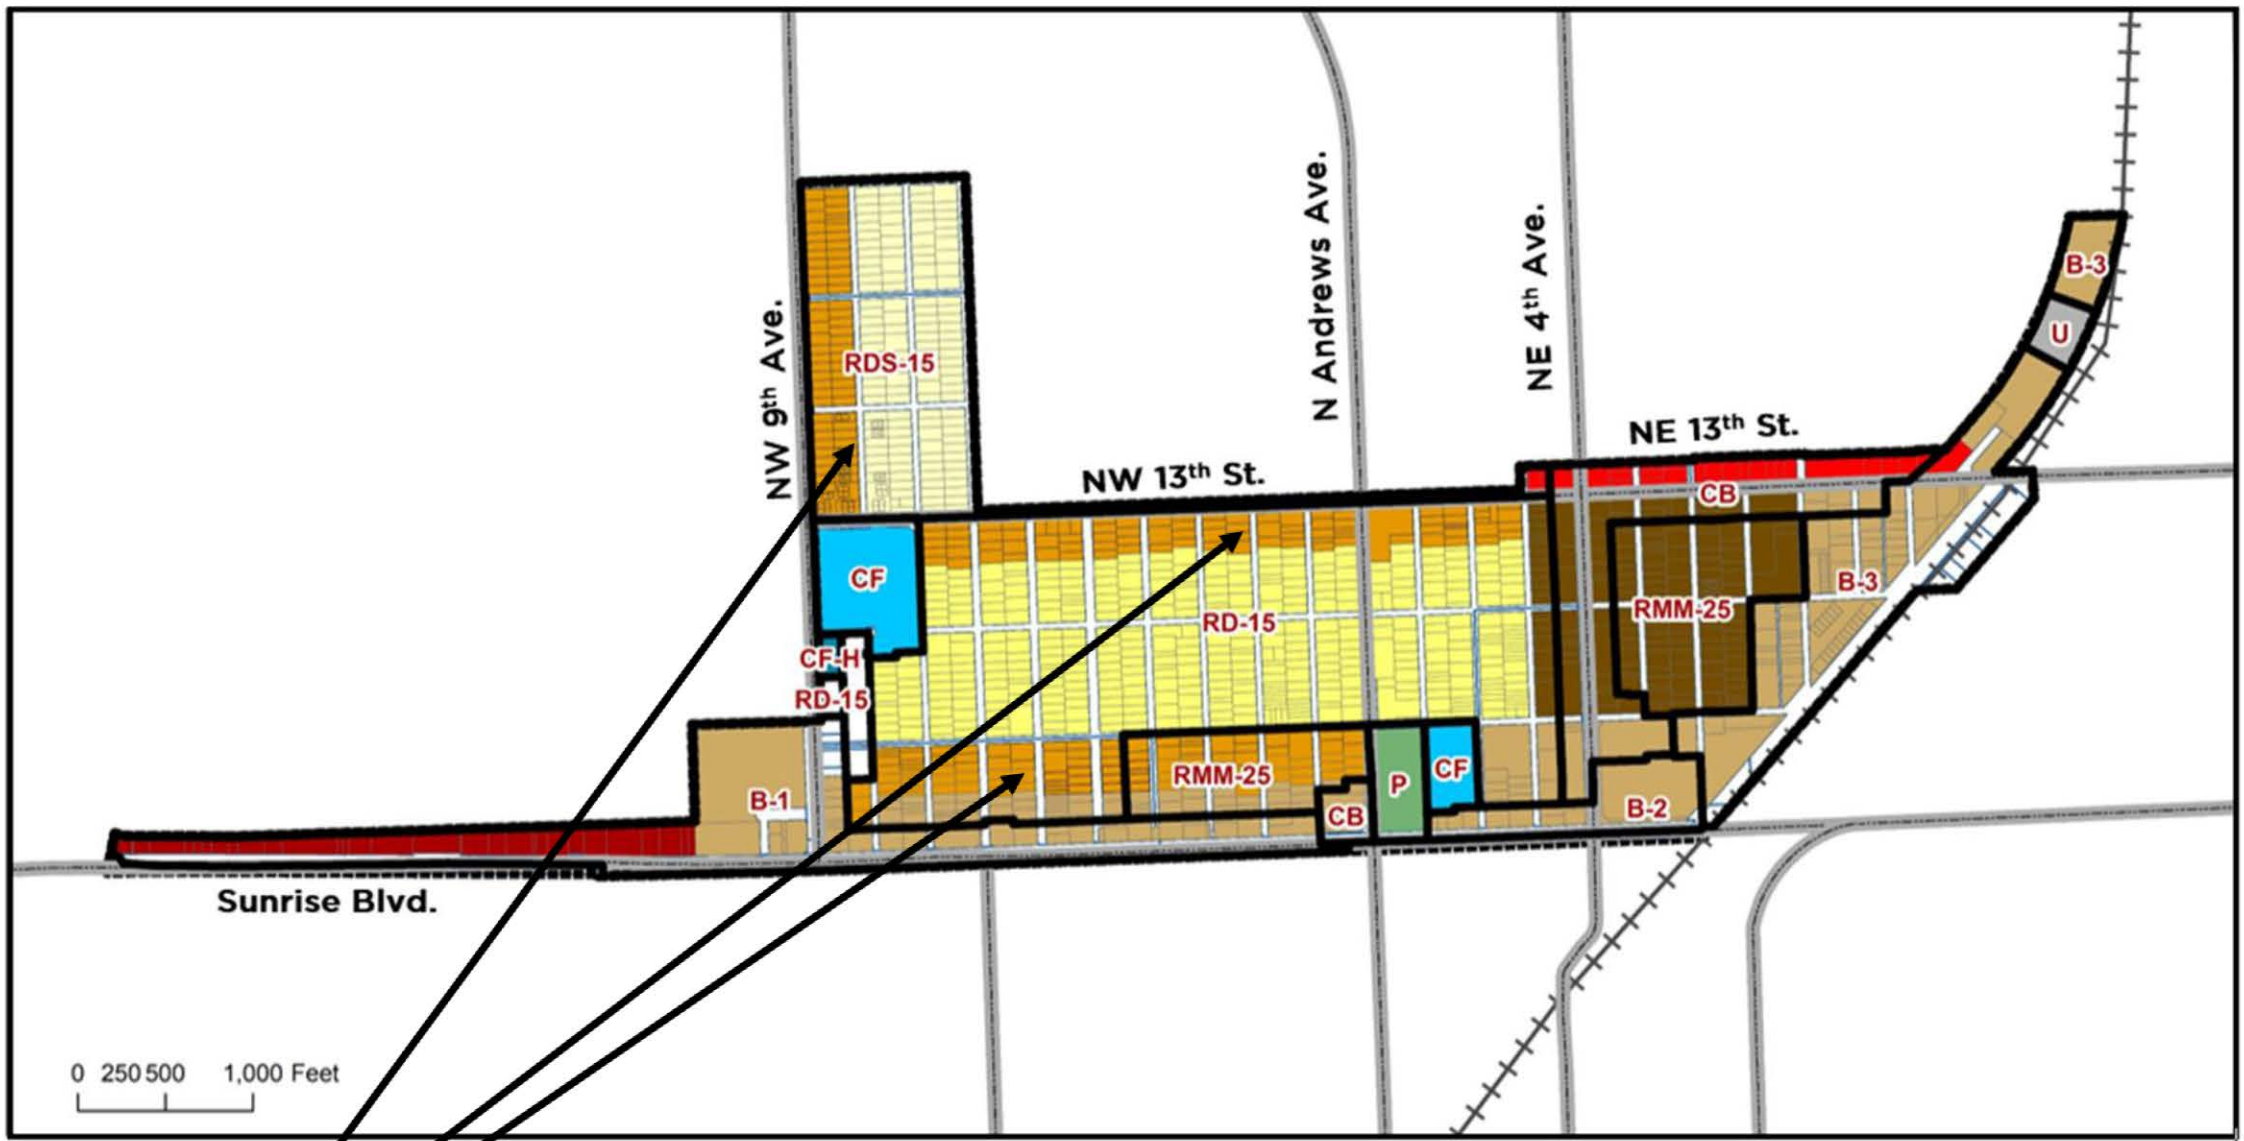 B-3
U
NW 9th Ave.
N Andrews Ave.
NE 4th Ave.
RDS-15
NE 13th St.
NW 13th St.
CB
CF
B-3
RMM-25
RD-15
CF-H
RD-15
RMM-25
CF
P
B-1
CB
B-2
Sunrise Blvd.
0 250 500 1,000 Feet